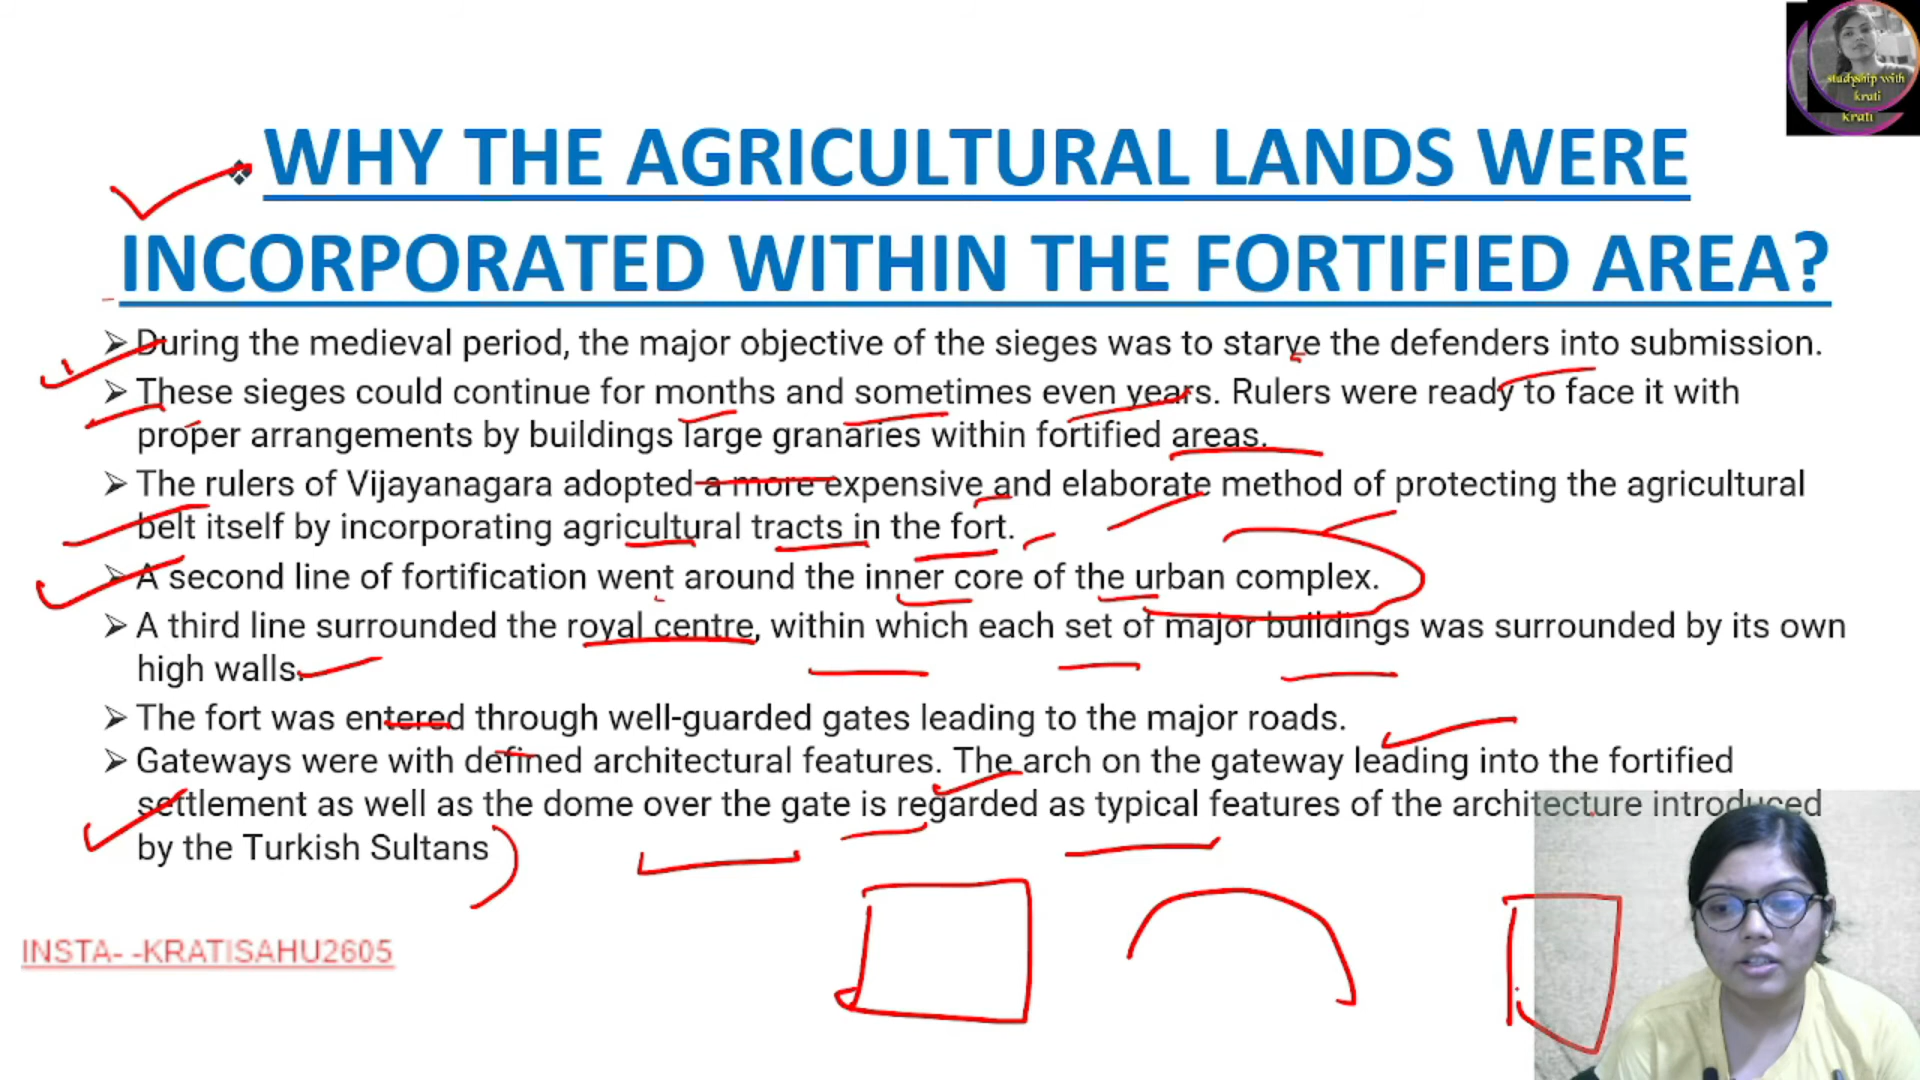 studyship with
krati
krati
WHY THE AGRICULTURAL LANDS WERE
INCORPORATED WITHIN THE FORTIFIED AREA?
During the medieval period, the major objective of the sieges was to starve the defenders into submission.
These sieges could continue for months and sometimes even years. Rulers were ready to face it with
proper arrangements by buildings large granaries within fortified areas.
The rulers of Vijayanagara adopted a more expensive and elaborate method of protecting the agricultural
belt itself by incorporating agricultural tracts in the fort.
A second line of fortification went around the inner core of the urban complex.
A third line surrounded the royal centre, within which each set of major buildings was surrounded by its own
high walls.
The fort was entered through well-guarded gates leading to the major roads.
Gateways were with defined architectural features. The arch on the gateway leading into the fortified
settlement as well as the dome over the gate is regarded as typical features of the architecture introduced
by the Turkish Sultans
INSTA- -KRATISAHU2605